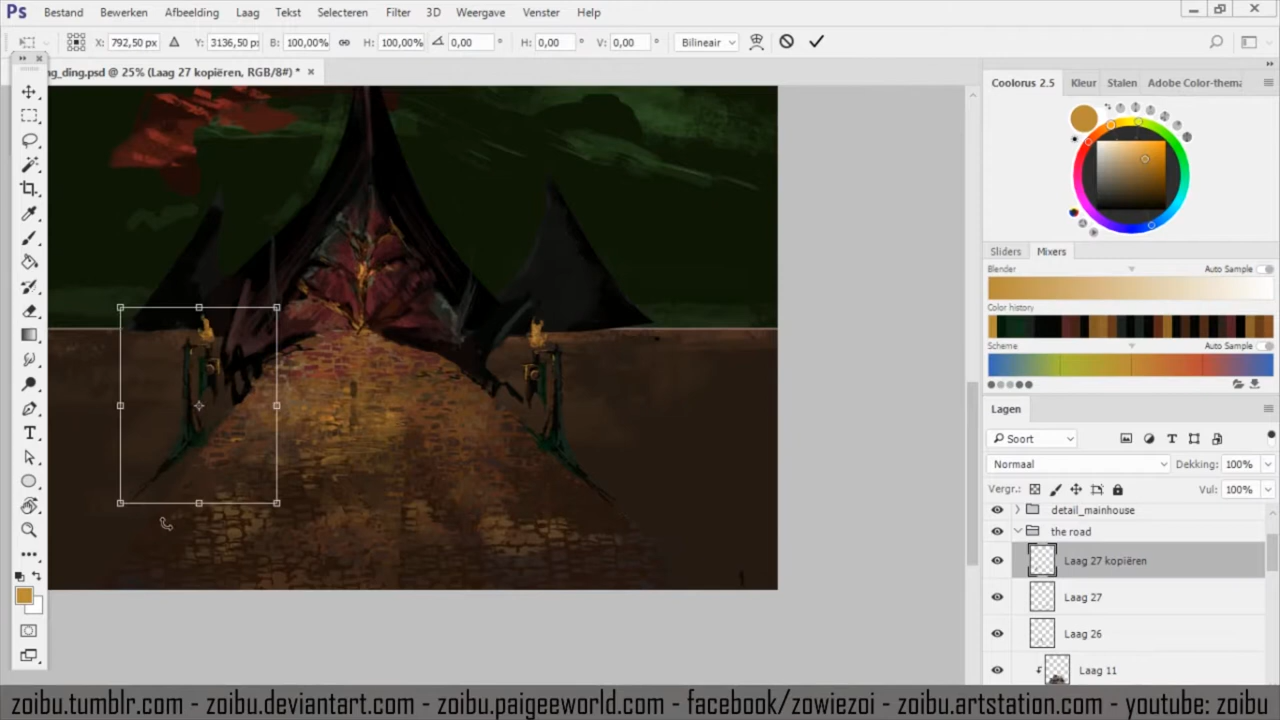 Ps Bestand Bewerken Afbeelding Laag Tekst Selecteren Filter 3D Weergave Venster Help
X: 792,50 px Y: 3136,50 px B: 100,00% H: 100,00% 0,00 ° H: 0,00 ° V: 0,00 ° Bilineair
ag_ding.psd @ 25% (Laag 27 kopiëren, RGB/8#) * ×
Coolorus 2.5 Kleur Stalen Adobe Color-thema
Sliders Mixers
Blender Auto Sample
Color history
Scheme Auto Sample
Lagen
Soort
Normaal Dekking: 100%
Vergr.: Vul: 100%
detail_mainhouse
the road
Laag 27 kopiëren
Laag 27
Laag 26
Laag 11
zoibu.tumblr.com - zoibu.deviantart.com - zoibu.paigeeworld.com - facebook/zowiezoi - zoibu.artstation.com - youtube: zoibu